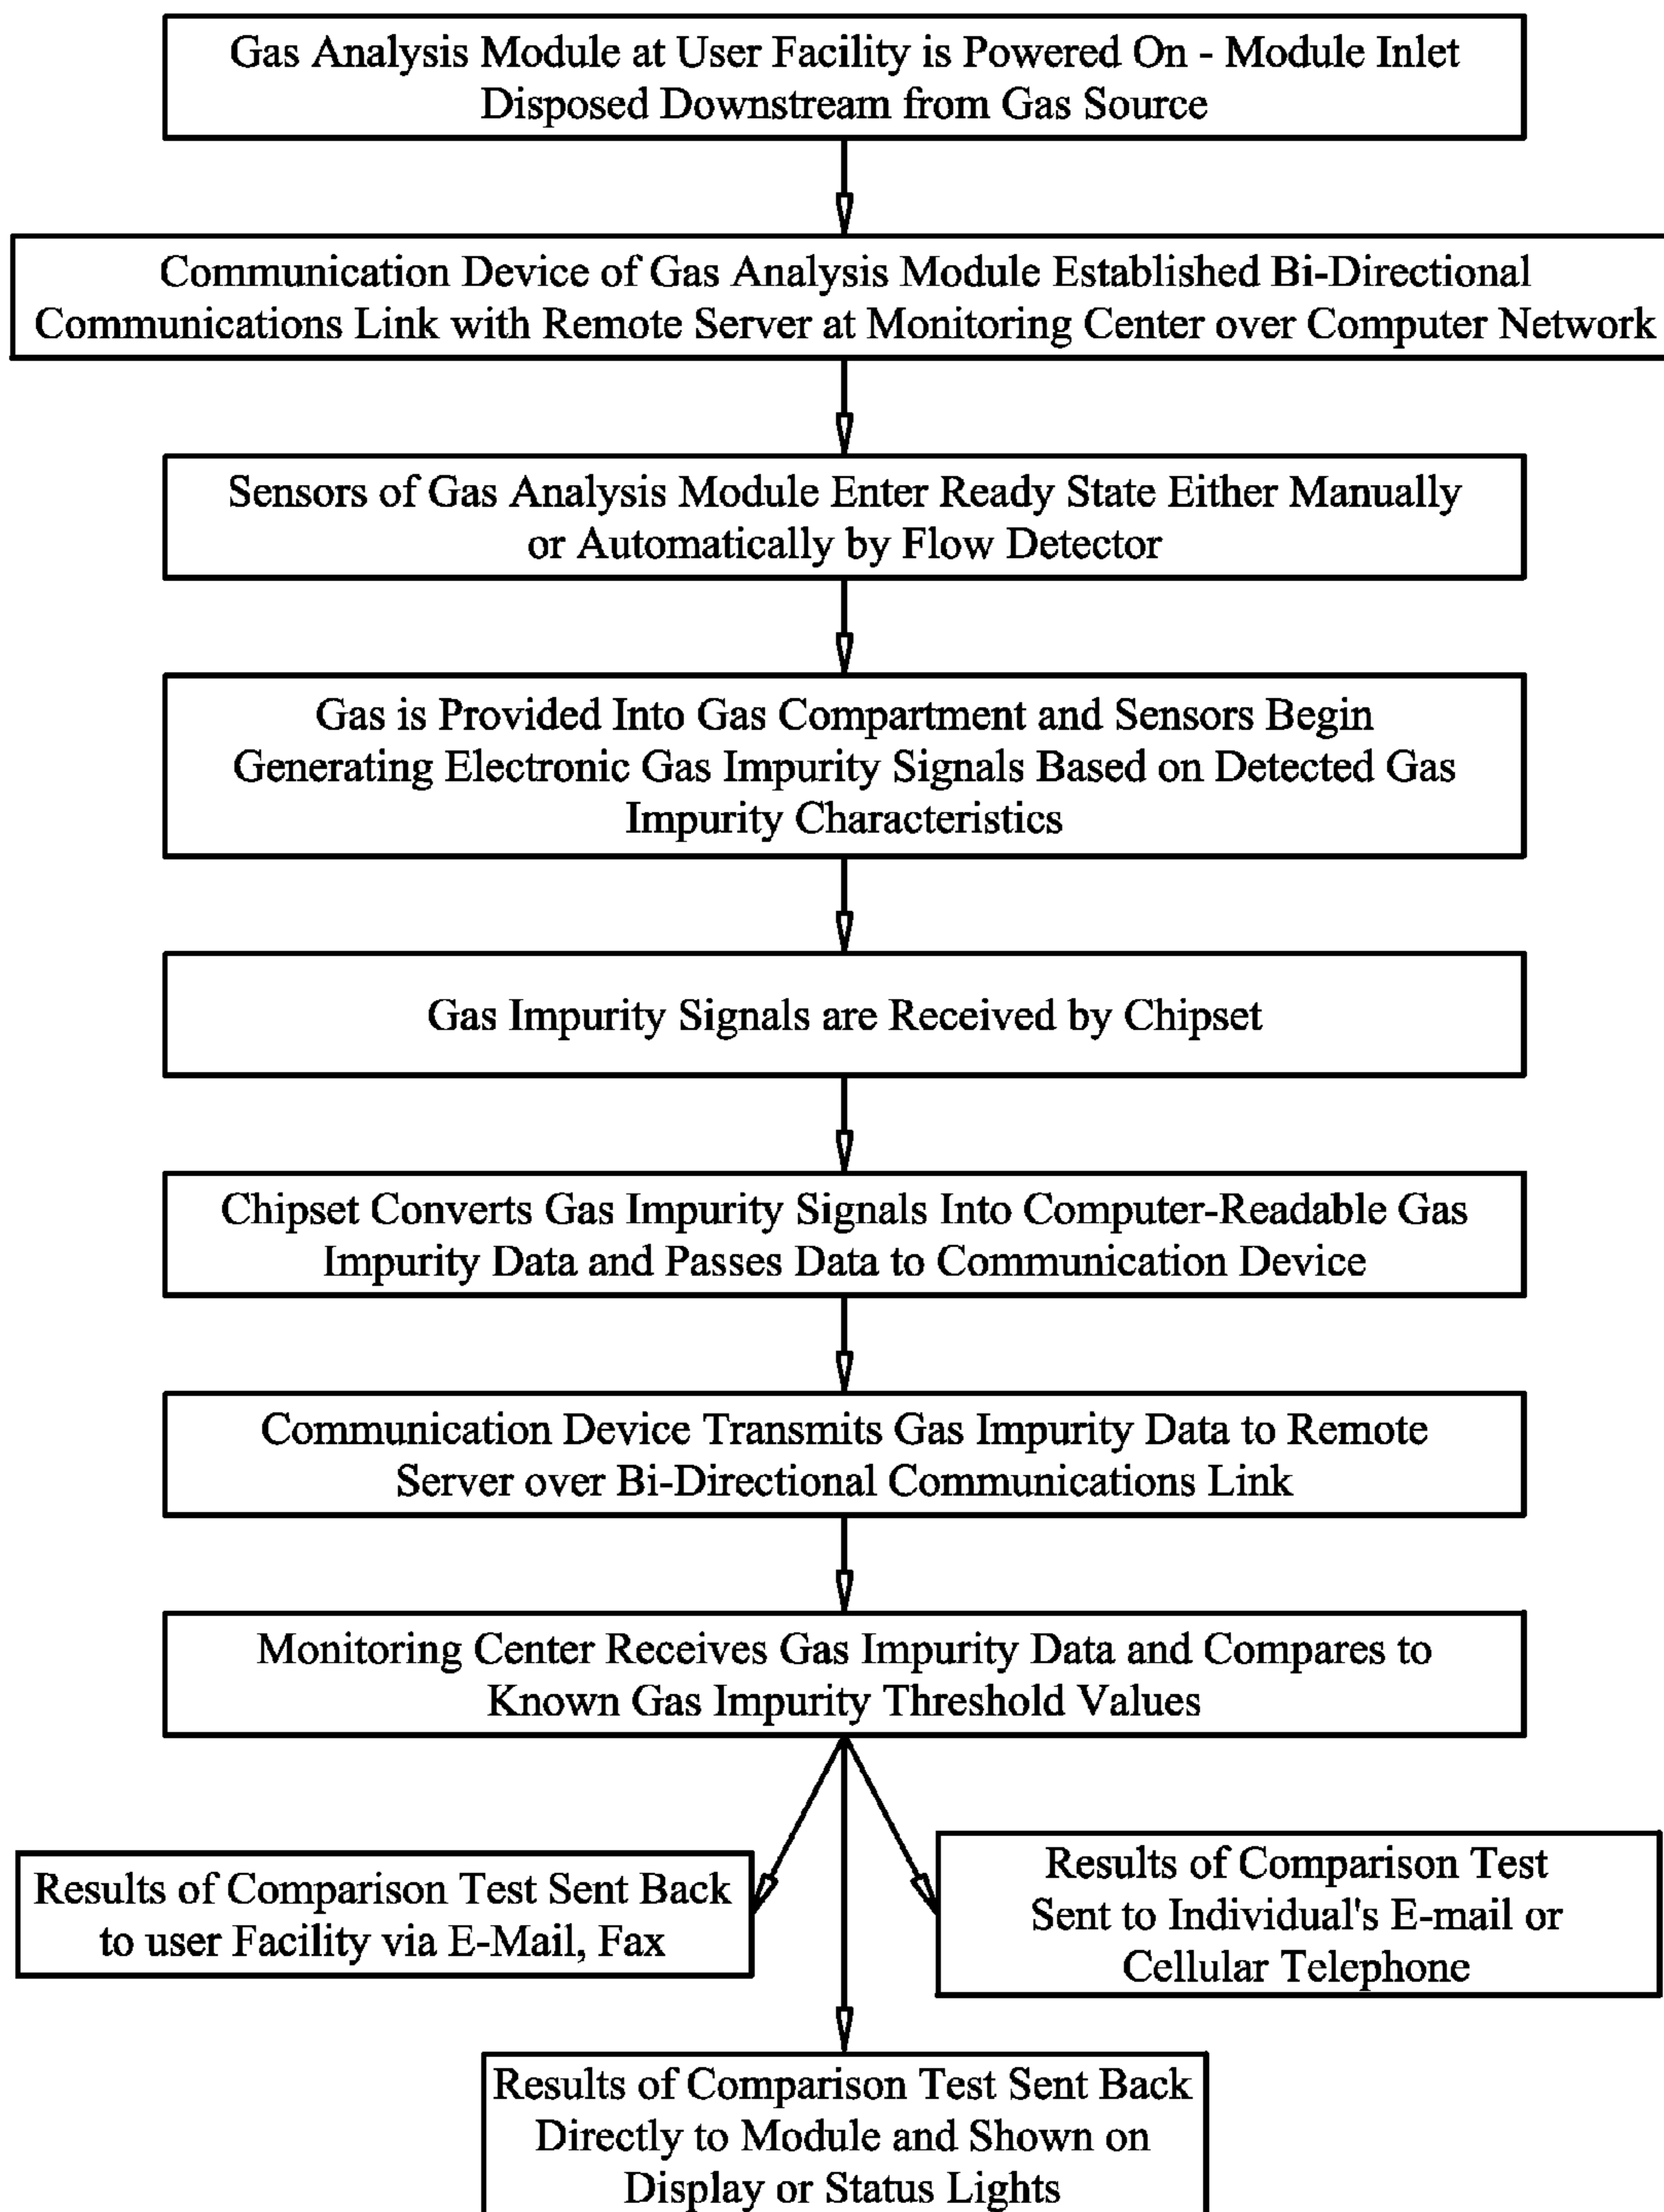 Gas Analysis Module at User Facility is Powered On - Module Inlet
Disposed Downstream from Gas Source
Communication Device of Gas Analysis Module Established Bi-Directional
Communications Link with Remote Server at Monitoring Center over Computer Network
Sensors of Gas Analysis Module Enter Ready State Either Manually
or Automatically by Flow Detector
Gas is Provided Into Gas Compartment and Sensors Begin
Generating Electronic Gas Impurity Signals Based on Detected Gas
Impurity Characteristics
Gas Impurity Signals are Received by Chipset
Chipset Converts Gas Impurity Signals Into Computer-Readable Gas
Impurity Data and Passes Data to Communication Device
Communication Device Transmits Gas Impurity Data to Remote
Server over Bi-Directional Communications Link
Monitoring Center Receives Gas Impurity Data and Compares to
Known Gas Impurity Threshold Values
Results of Comparison Test Sent Back
to user Facility via E-Mail, Fax
Results of Comparison Test
Sent to Individual's E-mail or
Cellular Telephone
Results of Comparison Test Sent Back
Directly to Module and Shown on
Display or Status Lights